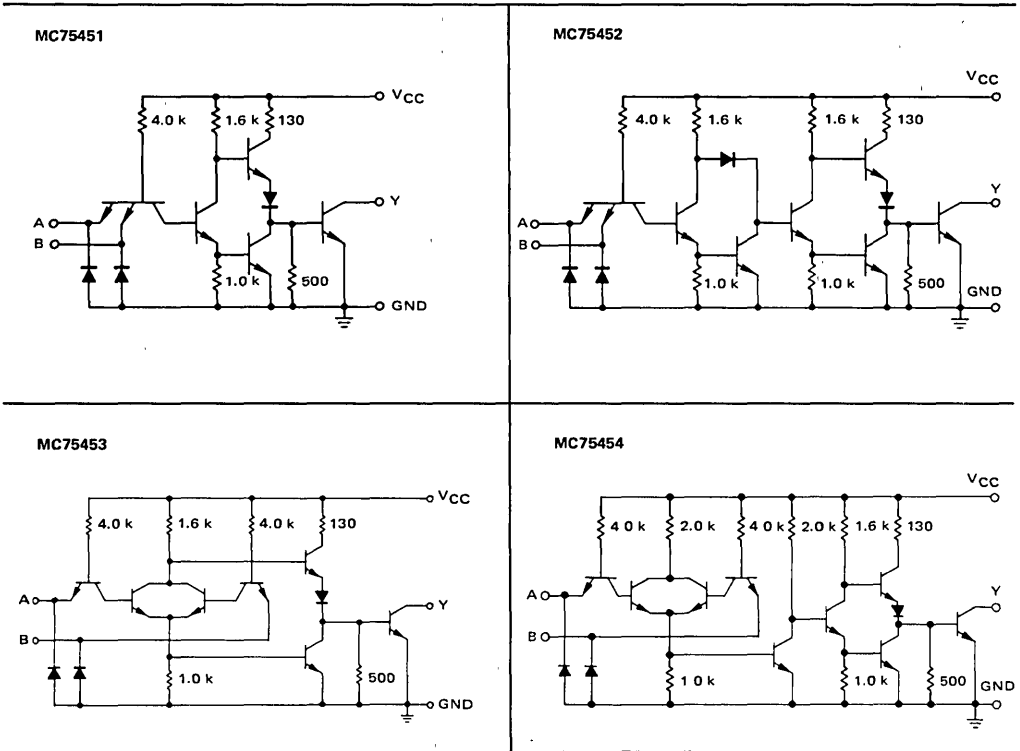 MC75451
VCC
4.0 k
1.6 k
130
A
Y
B
1.0 k
500
GND
MC75452
VCC
4.0 k
1.6 k
1.6 k
130
Y
A
B
1.0 k
1.0 k
500
GND
MC75453
VCC
4.0 k
1.6 k
4.0 k
130
A
Y
B
1.0 k
500
GND
MC75454
VCC
4 0 k
2.0 k
4 0 k
2.0 k
1.6 k
130
A
Y
B
1 0 k
1.0 k
500
GND